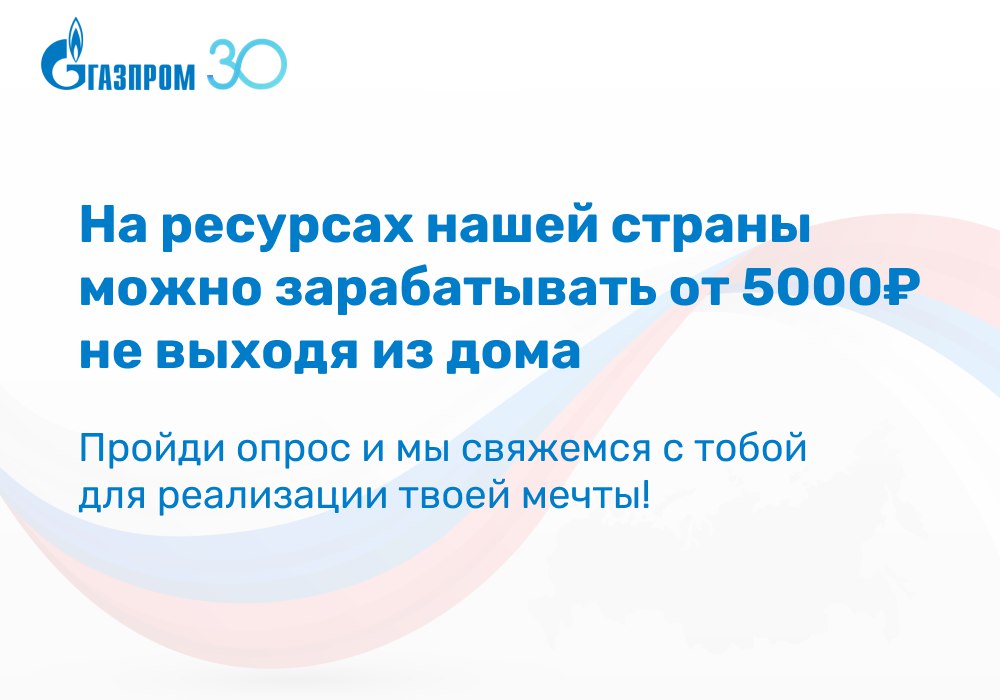 ГАЗПРОМ 30
На ресурсах нашей страны
можно зарабатывать от 5000₽
не выходя из дома
Пройди опрос и мы свяжемся с тобой
для реализации твоей мечты!